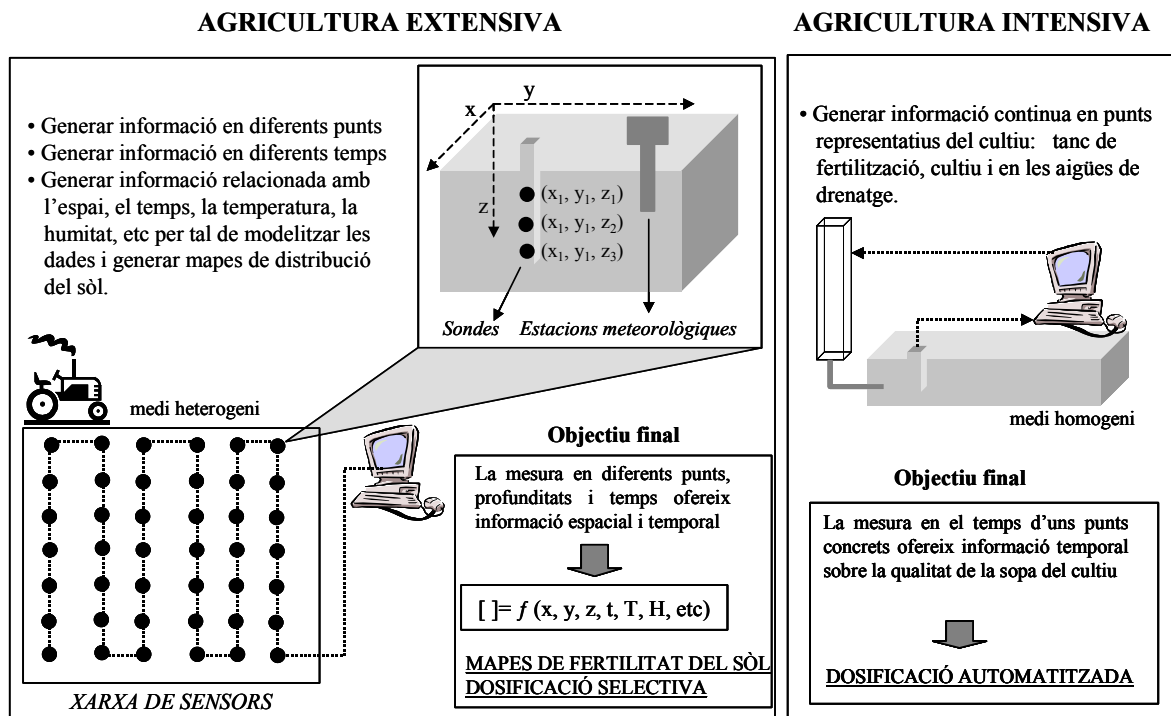 AGRICULTURA EXTENSIVA
• Generar informació en diferents punts
• Generar informació en diferents temps
• Generar informació relacionada amb
l'espai, el temps, la temperatura, la
humitat, etc per tal de modelitzar les
dades i generar mapes de distribució
del sòl.
y
x
z
(x₁, y₁, z₁)
(x₁, y₁, z₂)
(x₁, y₁, z₃)
Sondes
Estacions meteorològiques
medi heterogeni
XARXA DE SENSORS
Objectiu final
La mesura en diferents punts,
profunditats i temps ofereix
informació espacial i temporal
[ ]= f (x, y, z, t, T, H, etc)
MAPES DE FERTILITAT DEL SÒL
DOSIFICACIÓ SELECTIVA
AGRICULTURA INTENSIVA
• Generar informació continua en punts
representatius del cultiu: tanc de
fertilització, cultiu i en les aigües de
drenatge.
medi homogeni
Objectiu final
La mesura en el temps d'uns punts
concrets ofereix informació temporal
sobre la qualitat de la sopa del cultiu
DOSIFICACIÓ AUTOMATITZADA